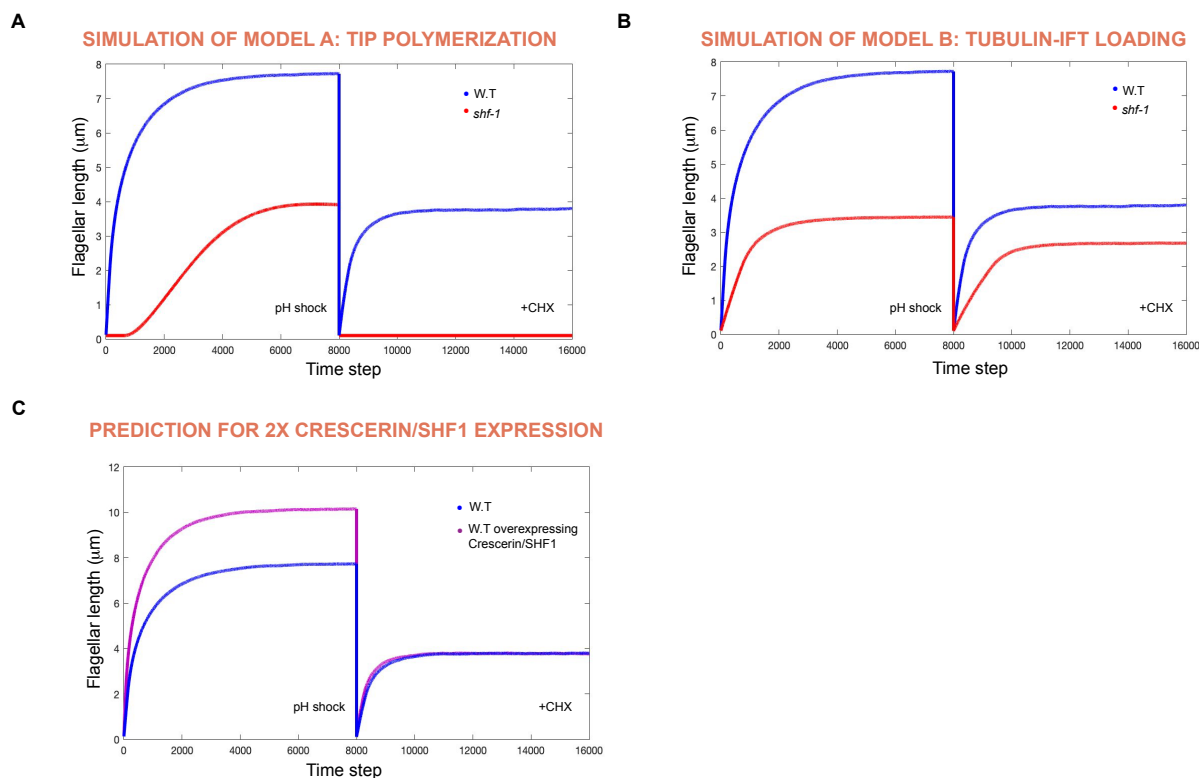 A
SIMULATION OF MODEL A: TIP POLYMERIZATION
8
7
6
5
4
3
2
1
0
Flagellar length (μm)
W.T
shf-1
pH shock
+CHX
0 2000 4000 6000 8000 10000 12000 14000 16000
Time step
B
SIMULATION OF MODEL B: TUBULIN-IFT LOADING
8
7
6
5
4
3
2
1
0
Flagellar length (μm)
W.T
shf-1
pH shock
+CHX
0 2000 4000 6000 8000 10000 12000 14000 16000
Time step
C
PREDICTION FOR 2X CRESCERIN/SHF1 EXPRESSION
12
10
8
6
4
2
0
Flagellar length (μm)
W.T
W.T overexpressing
Crescerin/SHF1
pH shock
+CHX
0 2000 4000 6000 8000 10000 12000 14000 16000
Time step